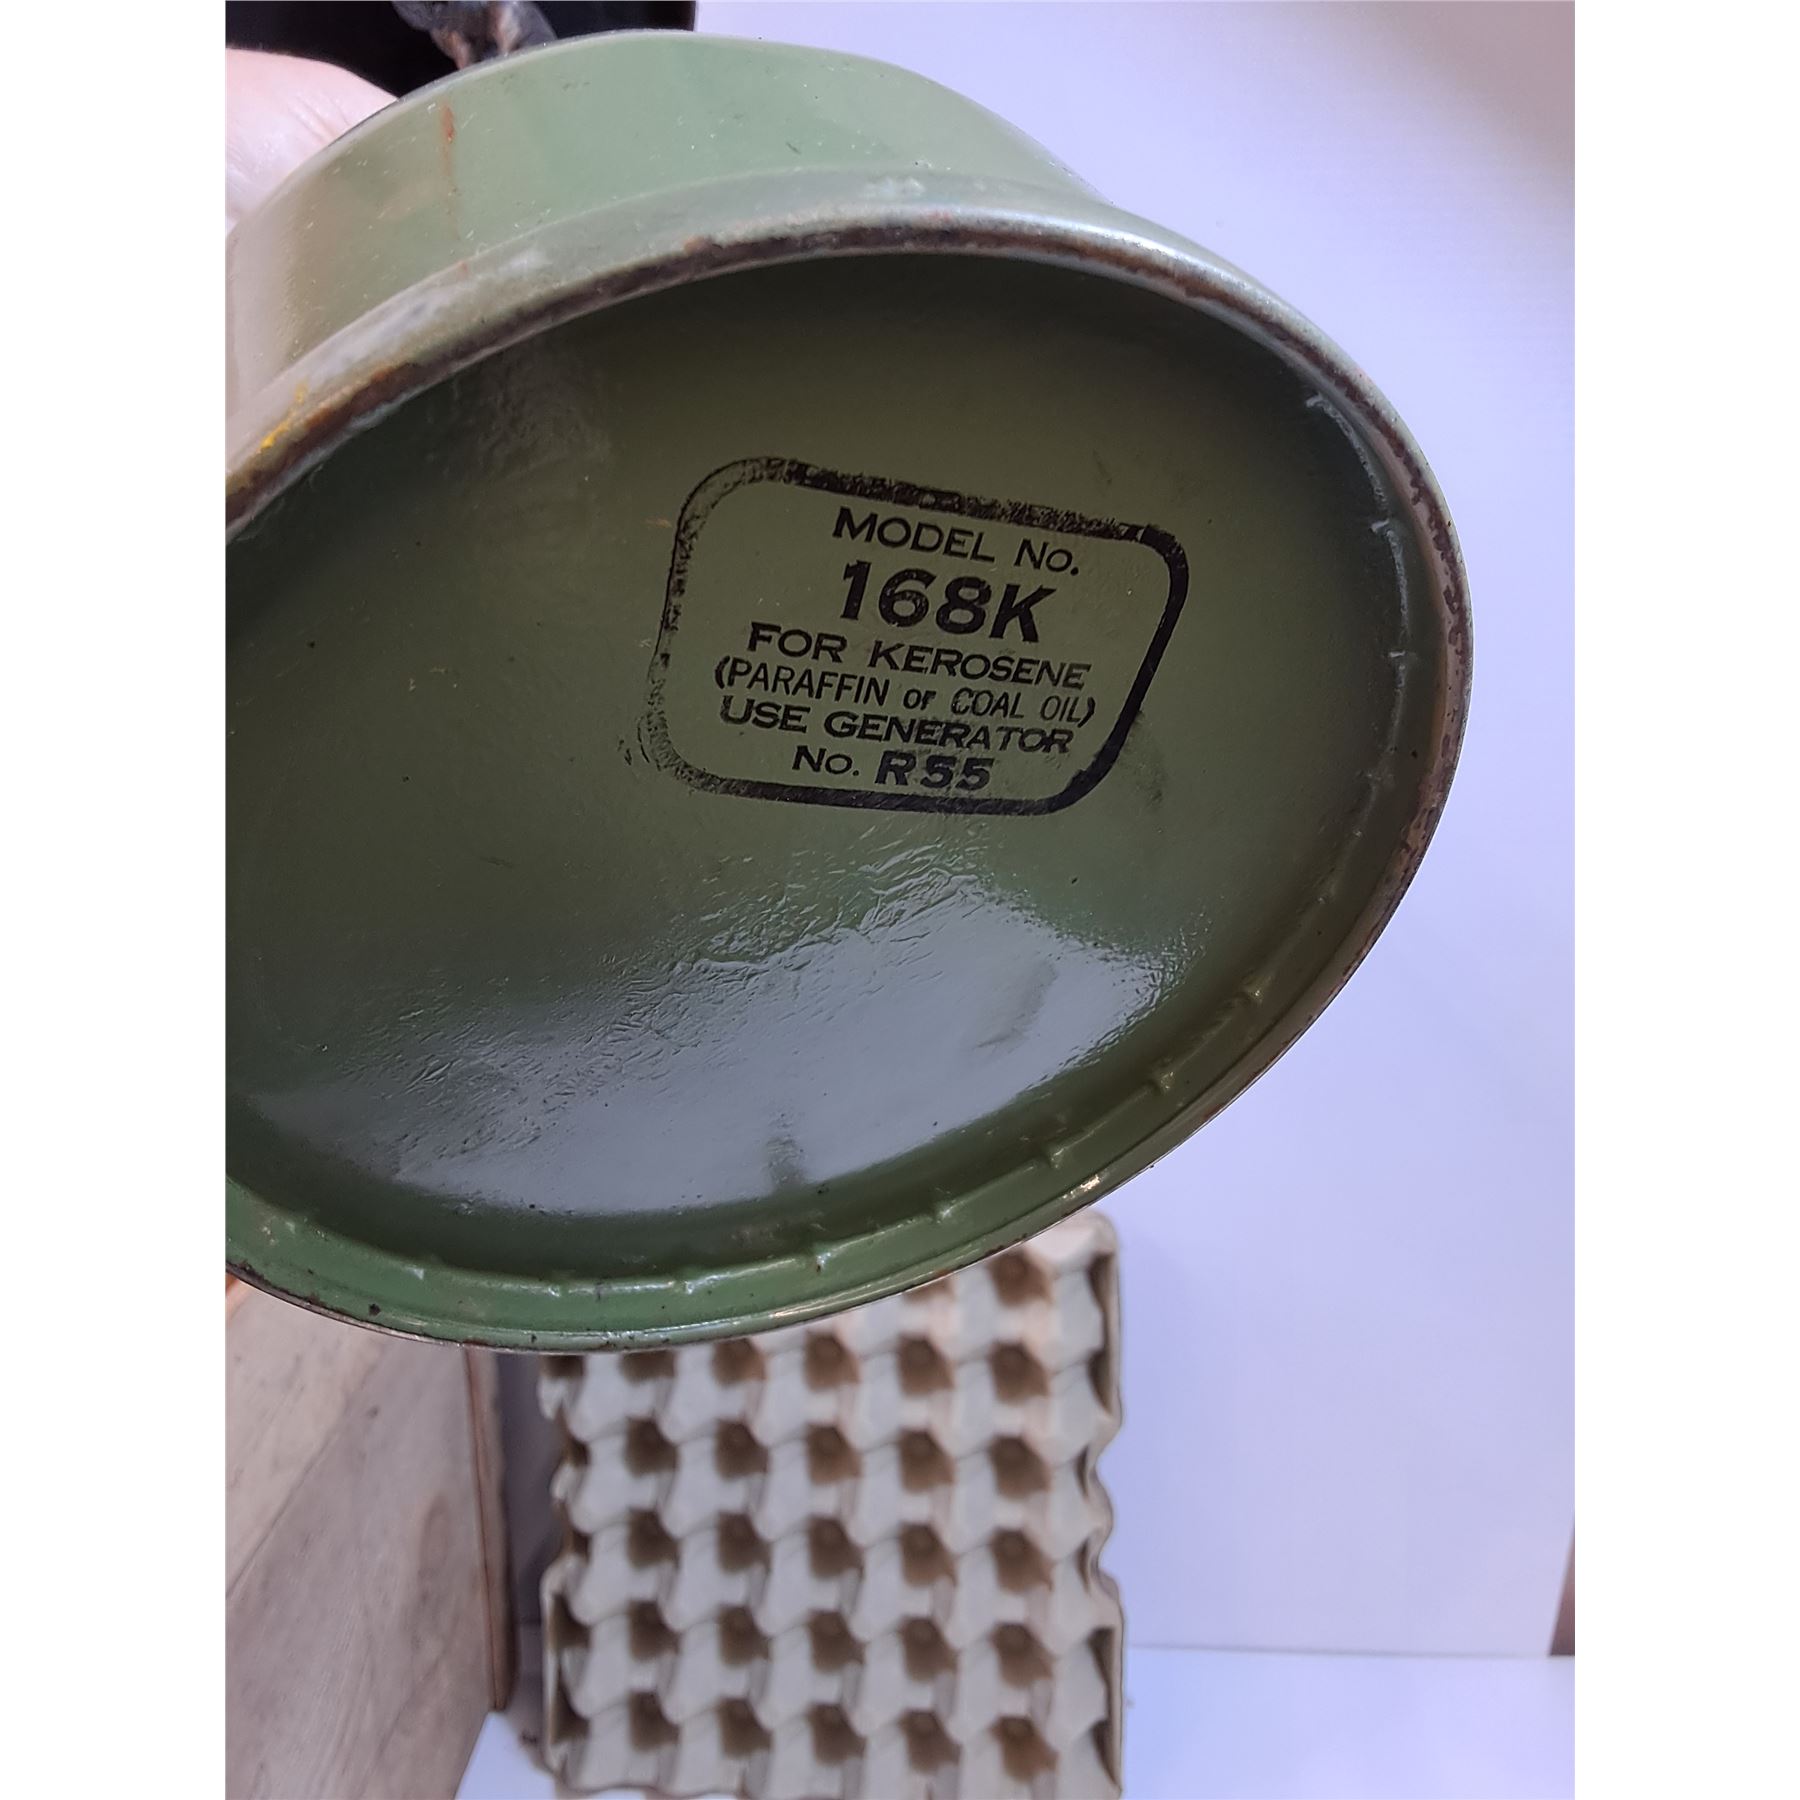 MODEL No.
168K
FOR KEROSENE
(PARAFFIN or COAL OIL)
USE GENERATOR
No. R55